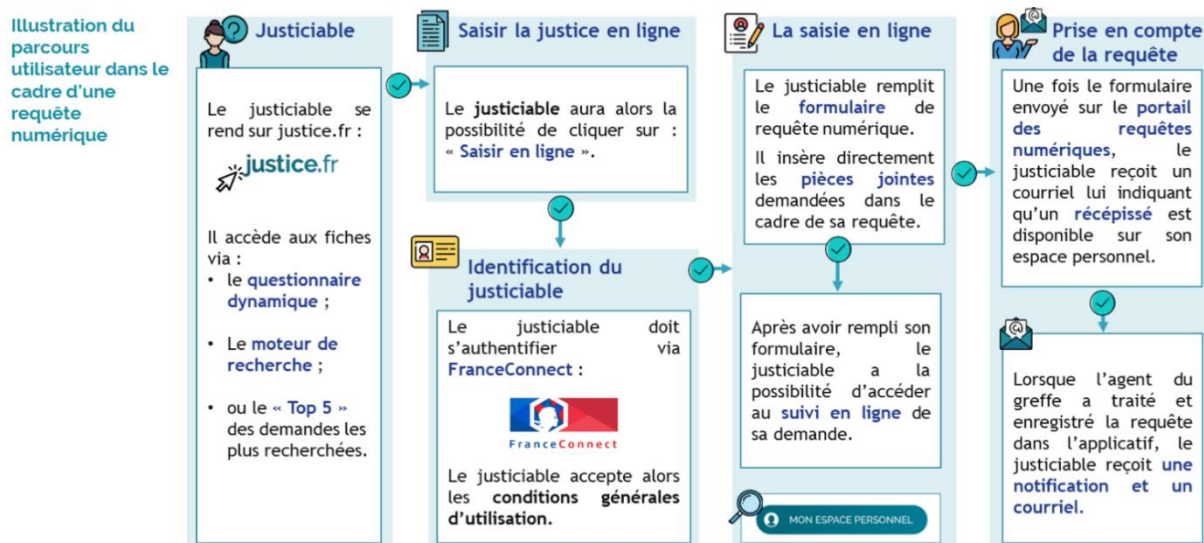 Illustration du
parcours
utilisateur dans le
cadre d’une
requête
numérique
Justiciable
Le justiciable se
rend sur justice.fr :
justice.fr
Il accède aux fiches
via :
• le questionnaire
dynamique ;
• Le moteur de
recherche ;
• ou le « Top 5 »
des demandes les
plus recherchées.
Saisir la justice en ligne
Le justiciable aura alors la
possibilité de cliquer sur :
« Saisir en ligne ».
Identification du
justiciable
Le justiciable doit
s’authentifier via
FranceConnect :
FranceConnect
Le justiciable accepte alors
les conditions générales
d’utilisation.
La saisie en ligne
Le justiciable remplit
le formulaire de
requête numérique.
Il insère directement
les pièces jointes
demandées dans le
cadre de sa requête.
Après avoir rempli son
formulaire, le
justiciable a la
possibilité d’accéder
au suivi en ligne de
sa demande.
MON ESPACE PERSONNEL
Prise en compte
de la requête
Une fois le formulaire
envoyé sur le portail
des requêtes
numériques, le
justiciable reçoit un
courriel lui indiquant
qu’un récépissé est
disponible sur son
espace personnel.
Lorsque l’agent du
greffe a traité et
enregistré la requête
dans l’applicatif, le
justiciable reçoit une
notification et un
courriel.